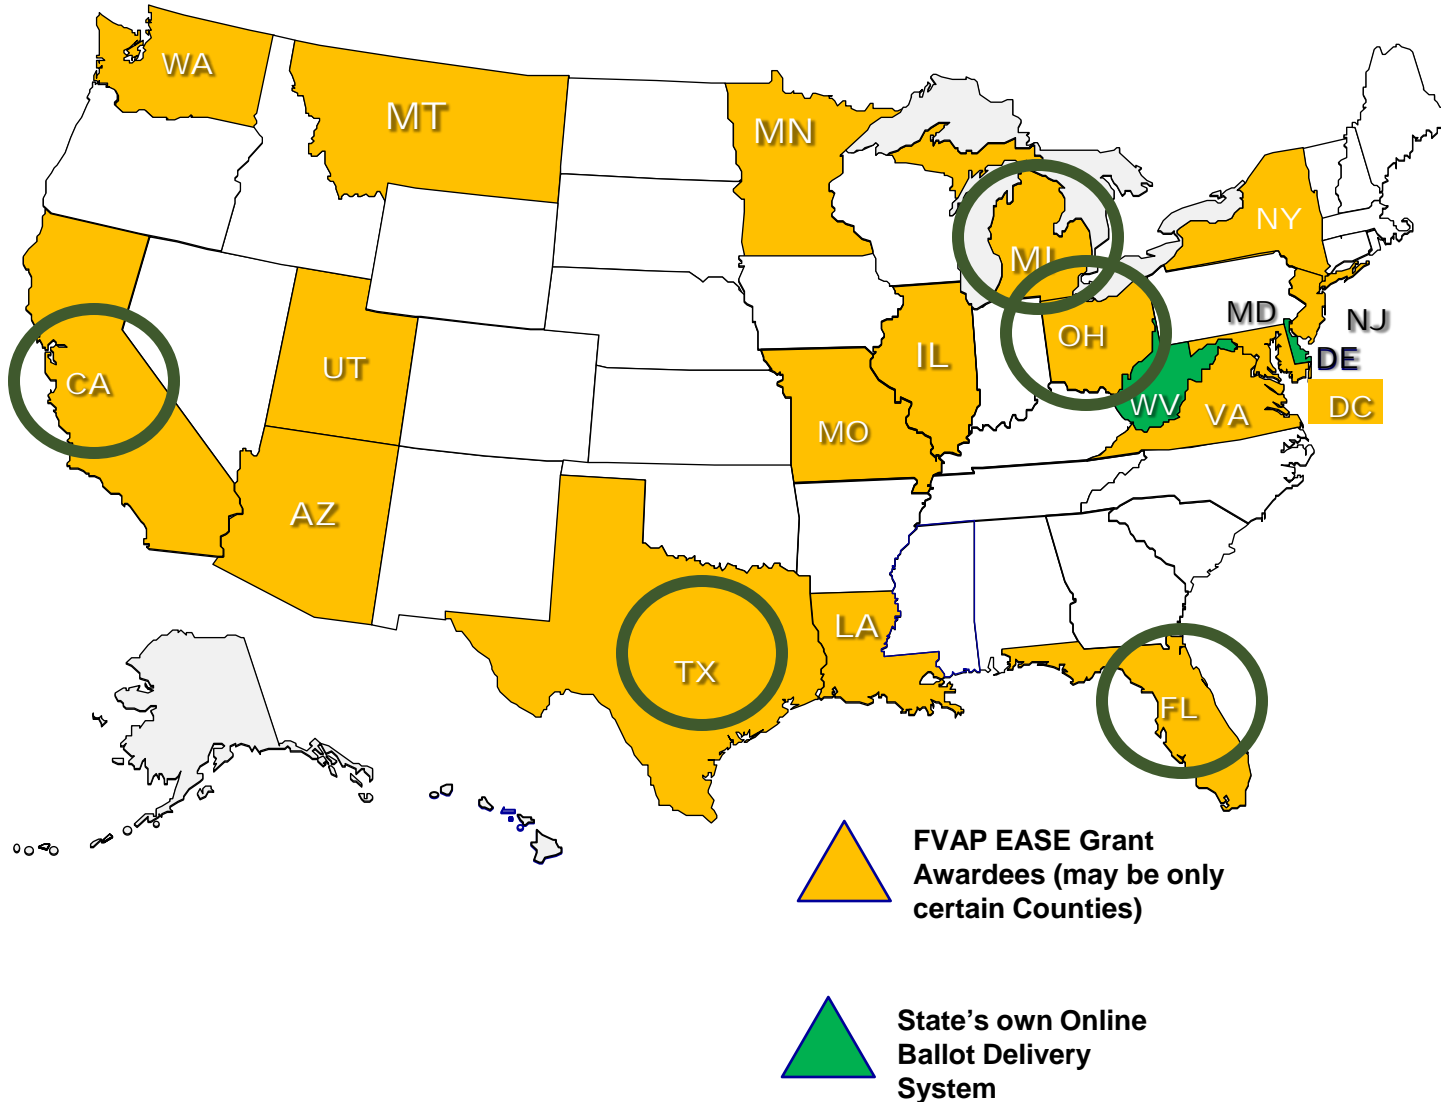 WA
MT
MN
NY
MI
MD
NJ
OH
IL
UT
DE
CA
WV
VA
DC
MO
AZ
LA
TX
FL
FVAP EASE Grant
Awardees (may be only
certain Counties)
State's own Online
Ballot Delivery
System